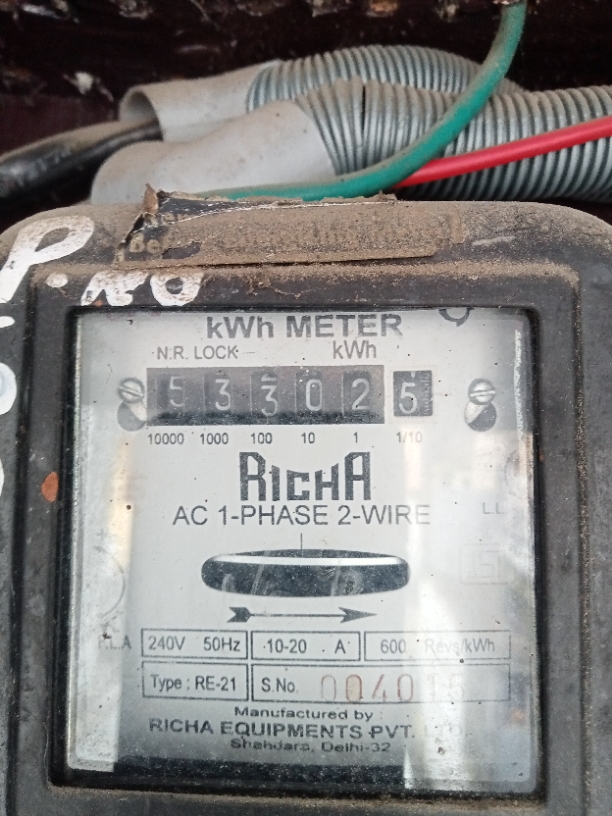 P.No
kWh METER
N.R. LOCK kWh
5 3 3 0 2 5
10000 1000 100 10 1 1/10
RICHA
AC 1-PHASE 2-WIRE
240V 50Hz 10-20 A 600 Revs/kWh
Type : RE-21 S.No. 004015
Manufactured by :
RICHA EQUIPMENTS PVT. LTD.
Shahdara, Delhi-32